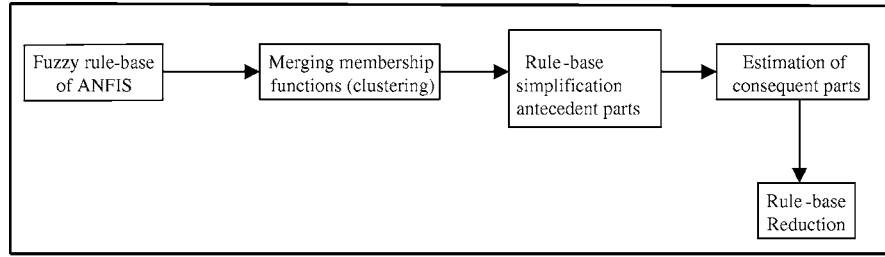 Fuzzy rule-base
of ANFIS
Merging membership
functions (clustering)
Rule-base
simplification
antecedent parts
Estimation of
consequent parts
Rule-base
Reduction